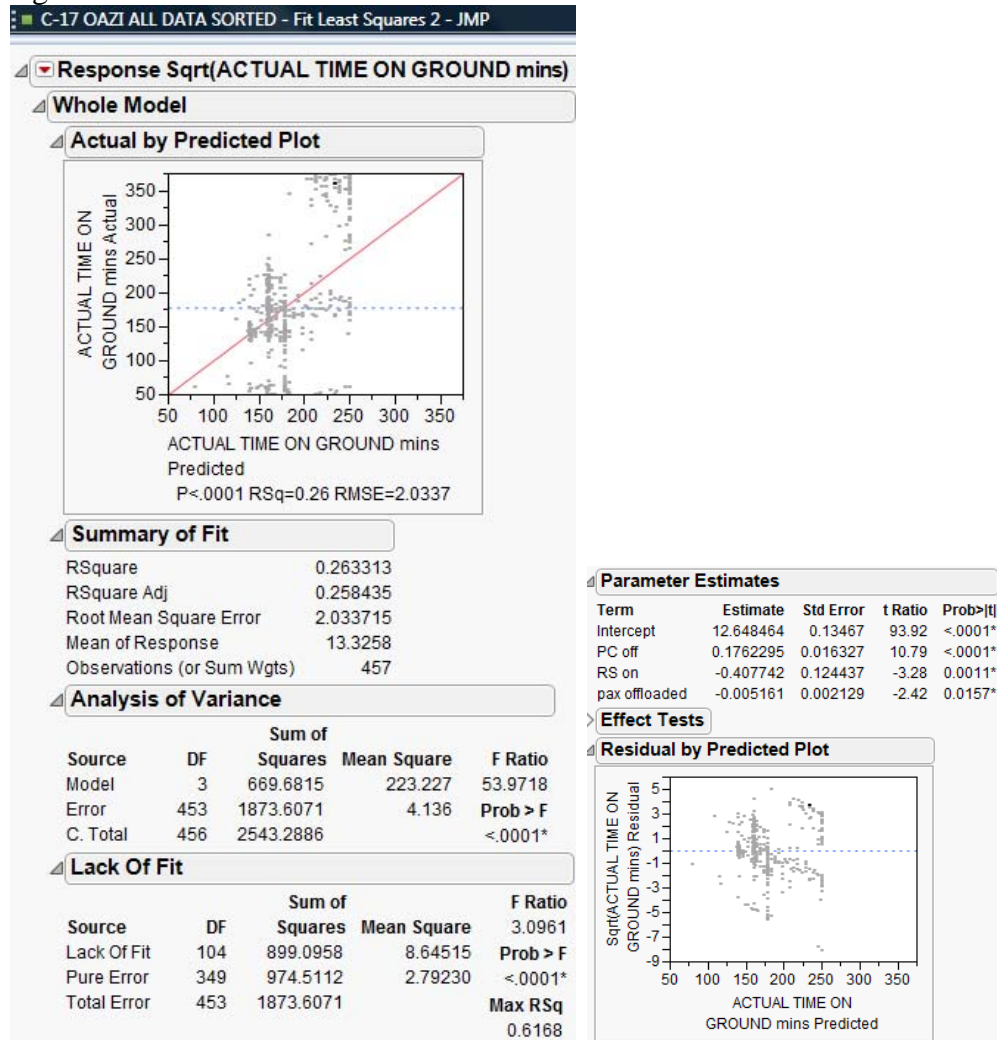 C-17 OAZI ALL DATA SORTED - Fit Least Squares 2 - JMP
Response Sqrt(ACTUAL TIME ON GROUND mins)
Whole Model
Actual by Predicted Plot
ACTUAL TIME ON
GROUND mins Actual
350
300
250
200
150
100
50
50 100 150 200 250 300 350
ACTUAL TIME ON GROUND mins
Predicted
P<.0001 RSq=0.26 RMSE=2.0337
Summary of Fit
RSquare 0.263313
RSquare Adj 0.258435
Root Mean Square Error 2.033715
Mean of Response 13.3258
Observations (or Sum Wgts) 457
Analysis of Variance
Sum of
Source DF Squares Mean Square F Ratio
Model 3 669.6815 223.227 53.9718
Error 453 1873.6071 4.136 Prob > F
C. Total 456 2543.2886 <.0001*
Lack Of Fit
Sum of F Ratio
Source DF Squares Mean Square 3.0961
Lack Of Fit 104 899.0958 8.64515 Prob > F
Pure Error 349 974.5112 2.79230 <.0001*
Total Error 453 1873.6071 Max RSq
0.6168
Parameter Estimates
Term Estimate Std Error t Ratio Prob>|t|
Intercept 12.648464 0.13467 93.92 <.0001*
PC off 0.1762295 0.016327 10.79 <.0001*
RS on -0.407742 0.124437 -3.28 0.0011*
pax offloaded -0.005161 0.002129 -2.42 0.0157*
Effect Tests
Residual by Predicted Plot
Sqrt(ACTUAL TIME ON
GROUND mins) Residual
5
3
1
-1
-3
-5
-7
-9
50 100 150 200 250 300 350
ACTUAL TIME ON
GROUND mins Predicted